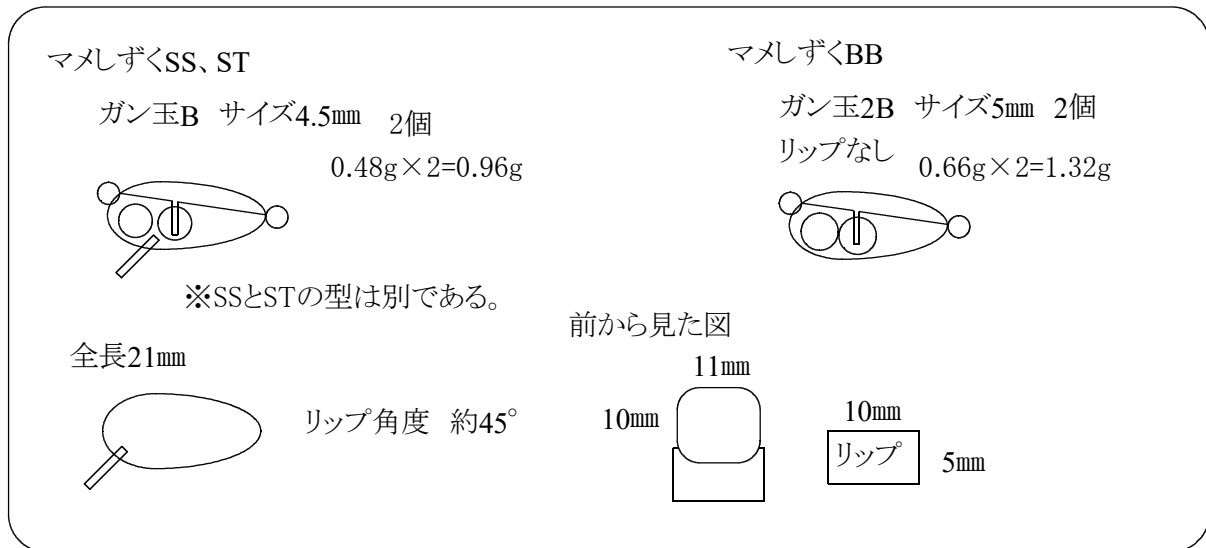 マメしずくSS、ST
ガン玉B サイズ4.5㎜ 2個
0.48g×2=0.96g
※SSとSTの型は別である。
マメしずくBB
ガン玉2B サイズ5㎜ 2個
リップなし 0.66g×2=1.32g
全長21㎜
リップ角度 約45°
前から見た図
11㎜
10㎜
10㎜
リップ
5㎜